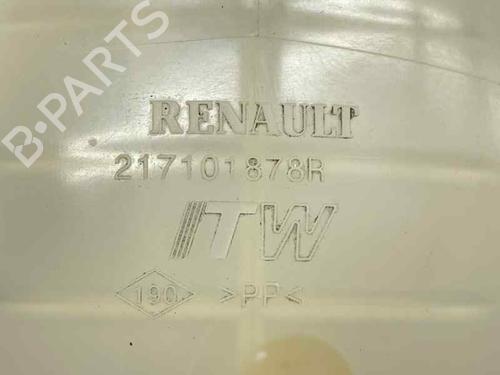 B-PARTS
RENAULT
217101878R
ITW
190 >PP<